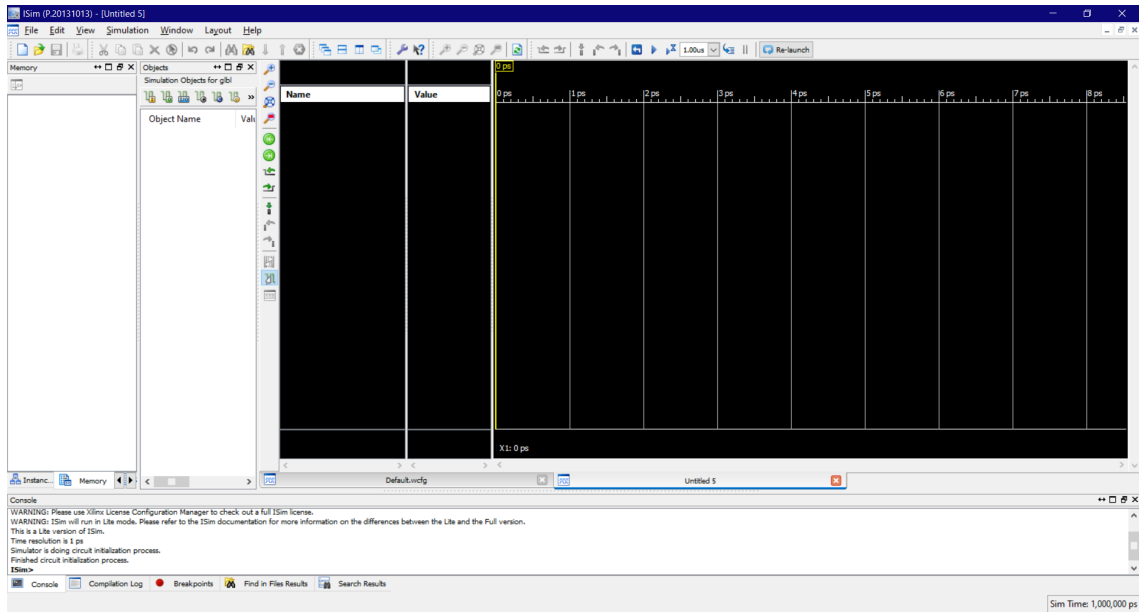 ISim (P.20131013) - [Untitled 5]
File Edit View Simulation Window Layout Help
1.00us Re-launch
Memory
Objects
Simulation Objects for glbl
Object Name Valu
Name
Value
0 ps
0 ps 1 ps 2 ps 3 ps 4 ps 5 ps 6 ps 7 ps 8 ps
X1: 0 ps
Instanc... Memory
Default.wcfg
Untitled 5
Console
WARNING: Please use Xilinx License Configuration Manager to check out a full ISim license.
WARNING: ISim will run in Lite mode. Please refer to the ISim documentation for more information on the differences between the Lite and the Full version.
This is a Lite version of ISim.
Time resolution is 1 ps
Simulator is doing circuit initialization process.
Finished circuit initialization process.
ISim>
Console Compilation Log Breakpoints Find in Files Results Search Results
Sim Time: 1,000,000 ps